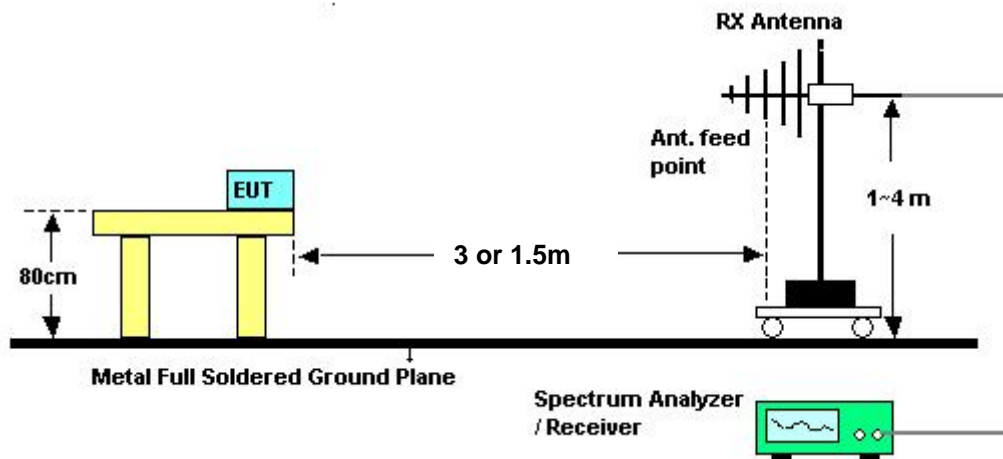 RX Antenna
Ant. feed
point
EUT
1~4 m
3 or 1.5m
80cm
Metal Full Soldered Ground Plane
Spectrum Analyzer
/ Receiver